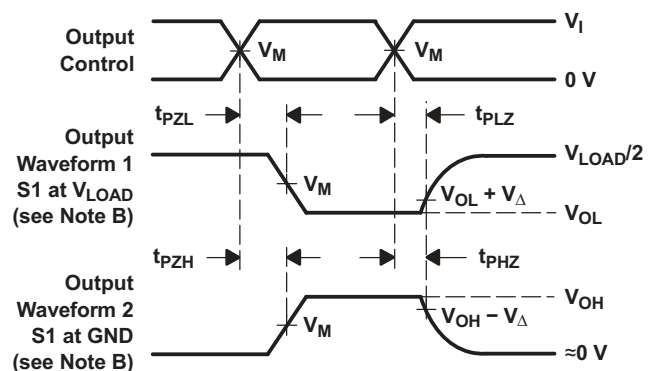 Output
Control
V_M
V_M
V_I
0 V
t_PZL
t_PLZ
Output
Waveform 1
S1 at V_LOAD
(see Note B)
V_M
V_OL + V_Δ
V_LOAD/2
V_OL
t_PZH
t_PHZ
Output
Waveform 2
S1 at GND
(see Note B)
V_M
V_OH − V_Δ
V_OH
≈0 V